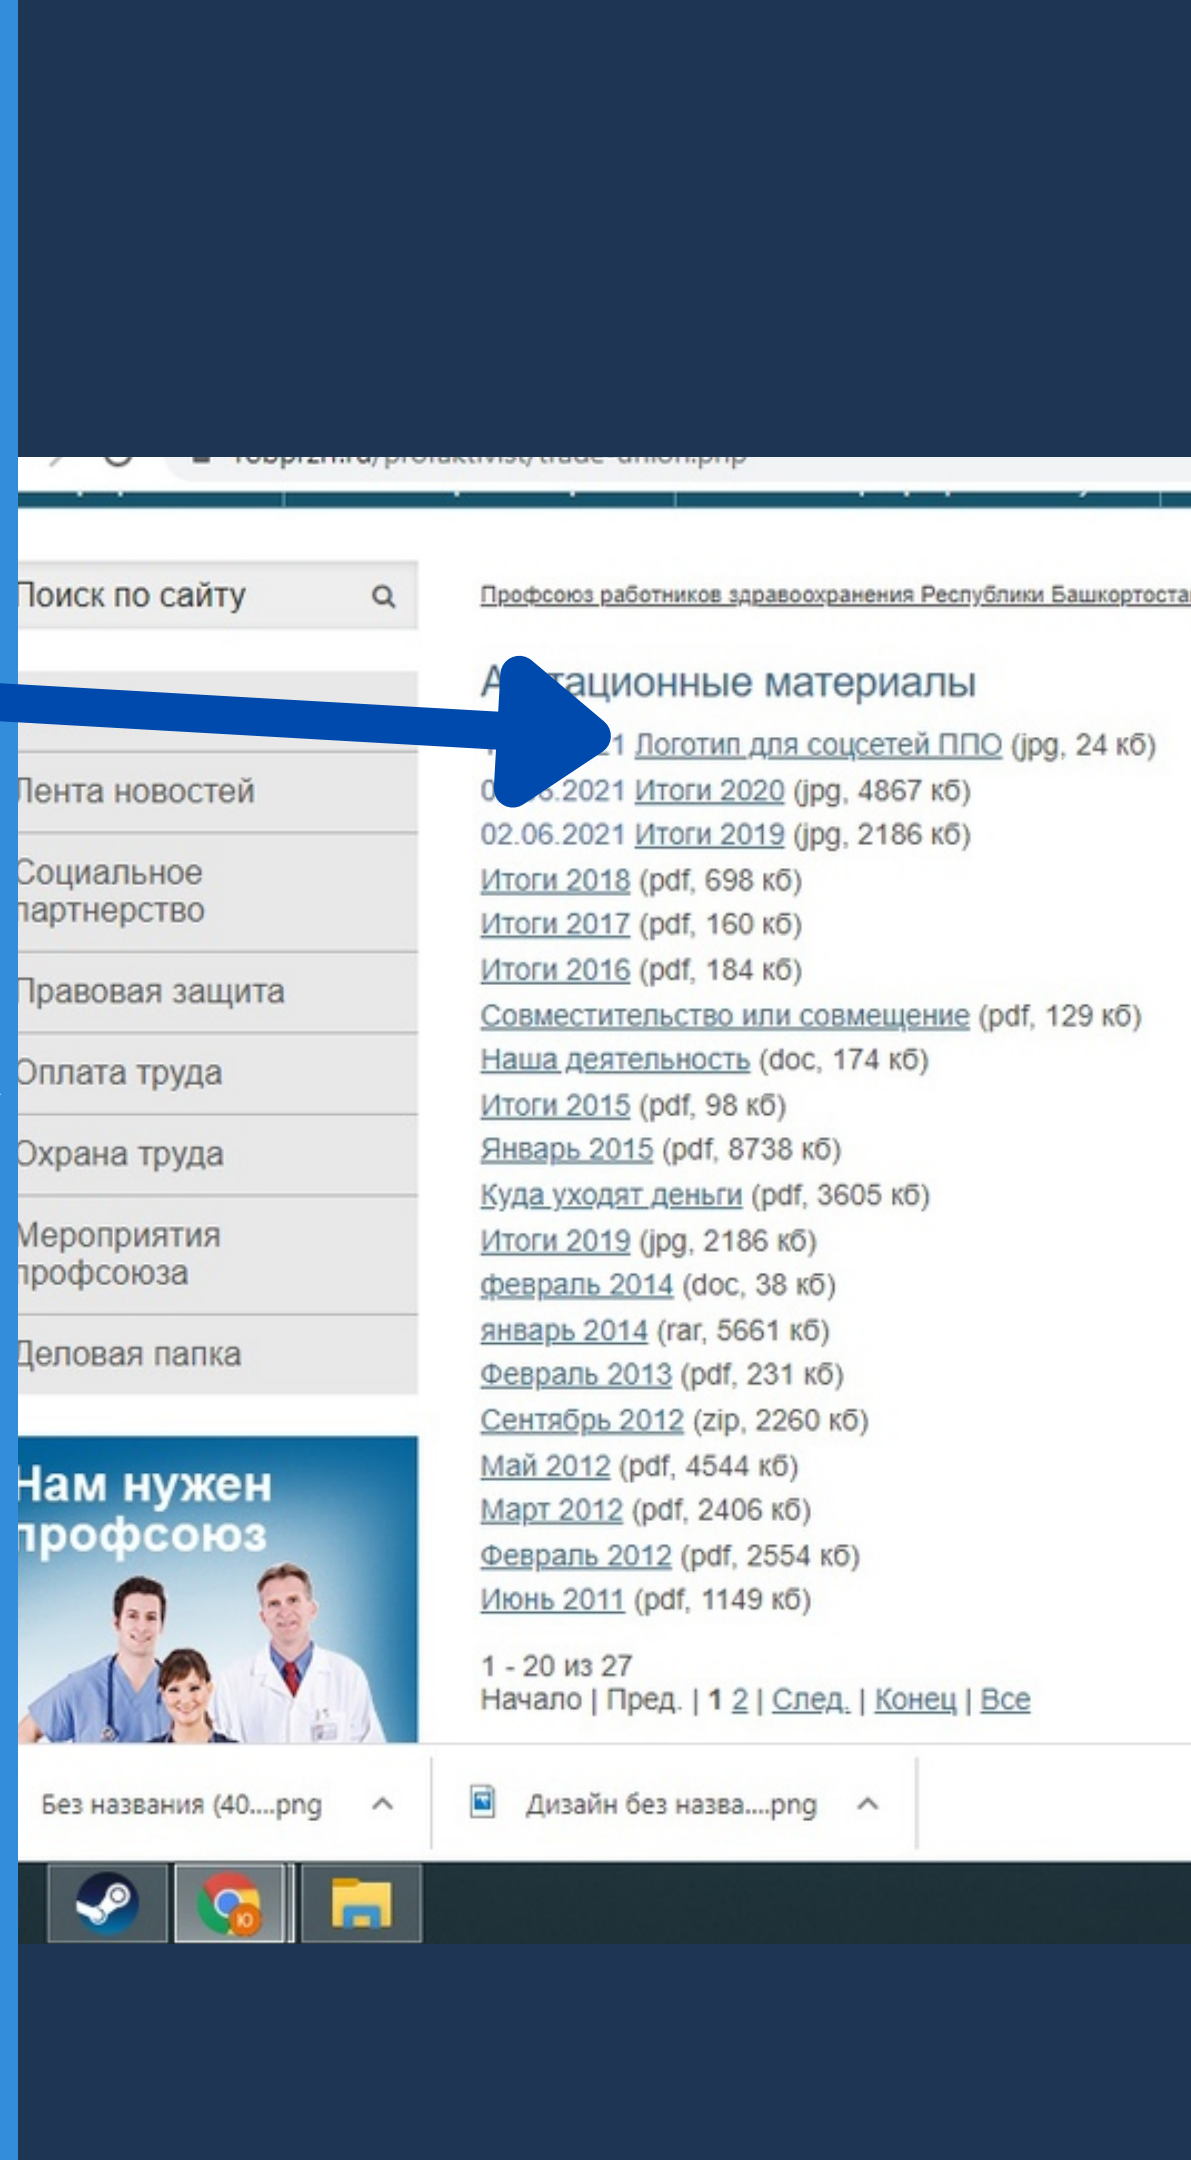 Поиск по сайту
Лента новостей
Социальное
партнерство
Правовая защита
Оплата труда
Охрана труда
Мероприятия
профсоюза
Деловая папка
Нам нужен
профсоюз
Профсоюз работников здравоохранения Республики
материалы
Логотип для соцсетей ППО (jpg, 24 кб)
Итоги 2020 (jpg, 4867 кб)
02.06.2021 Итоги 2019 (jpg, 2186 кб)
Итоги 2018 (pdf, 698 кб)
Итоги 2017 (pdf, 160 кб)
Итоги 2016 (pdf, 184 кб)
Совместительство или совмещение (pdf, 129 кб)
Наша деятельность (doc, 174 кб)
Итоги 2015 (pdf, 98 кб)
Январь 2015 (pdf, 8738 кб)
Куда уходят деньги (pdf, 3605 кб)
Итоги 2019 (jpg, 2186 кб)
февраль 2014 (doc, 38 кб)
январь 2014 (rar, 5661 кб)
Февраль 2013 (pdf, 231 кб)
Сентябрь 2012 (zip, 2260 кб)
Май 2012 (pdf, 4544 кб)
Март 2012 (pdf, 2406 кб)
Февраль 2012 (pdf, 2554 кб)
Июнь 2011 (pdf, 1149 кб)
1 - 20 из 27
Начало | Пред. | 1 2 | След. | Конец | Все
Без названия (40....png
Дизайн без назва....png
Ю